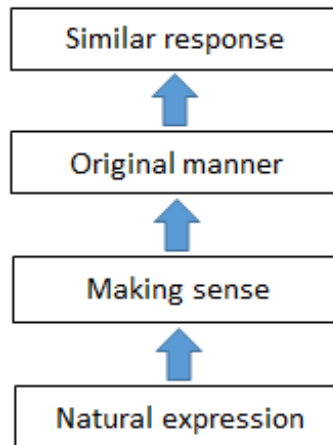 Similar response
Original manner
Making sense
Natural expression